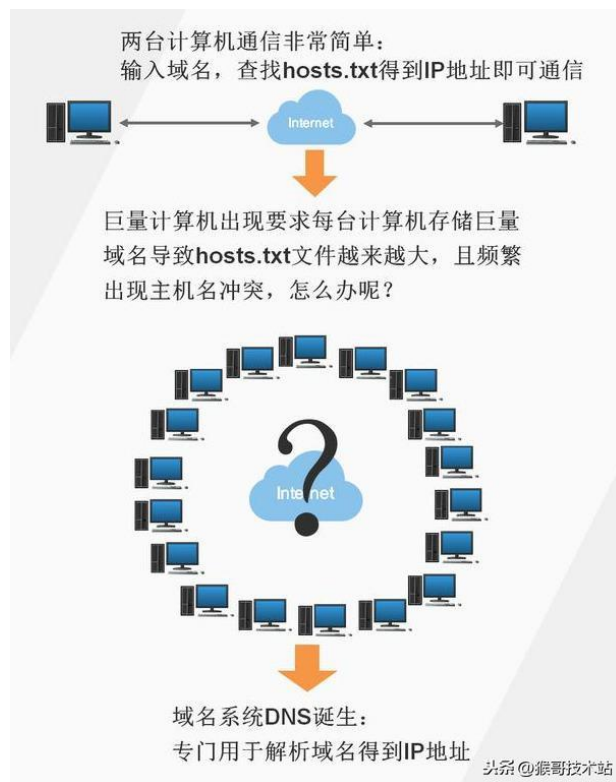 两台计算机通信非常简单：
输入域名，查找hosts.txt得到IP地址即可通信
Internet
巨量计算机出现要求每台计算机存储巨量
域名导致hosts.txt文件越来越大，且频繁
出现主机名冲突，怎么办呢？
?
Internet
域名系统DNS诞生：
专门用于解析域名得到IP地址
头条@猴哥技术站